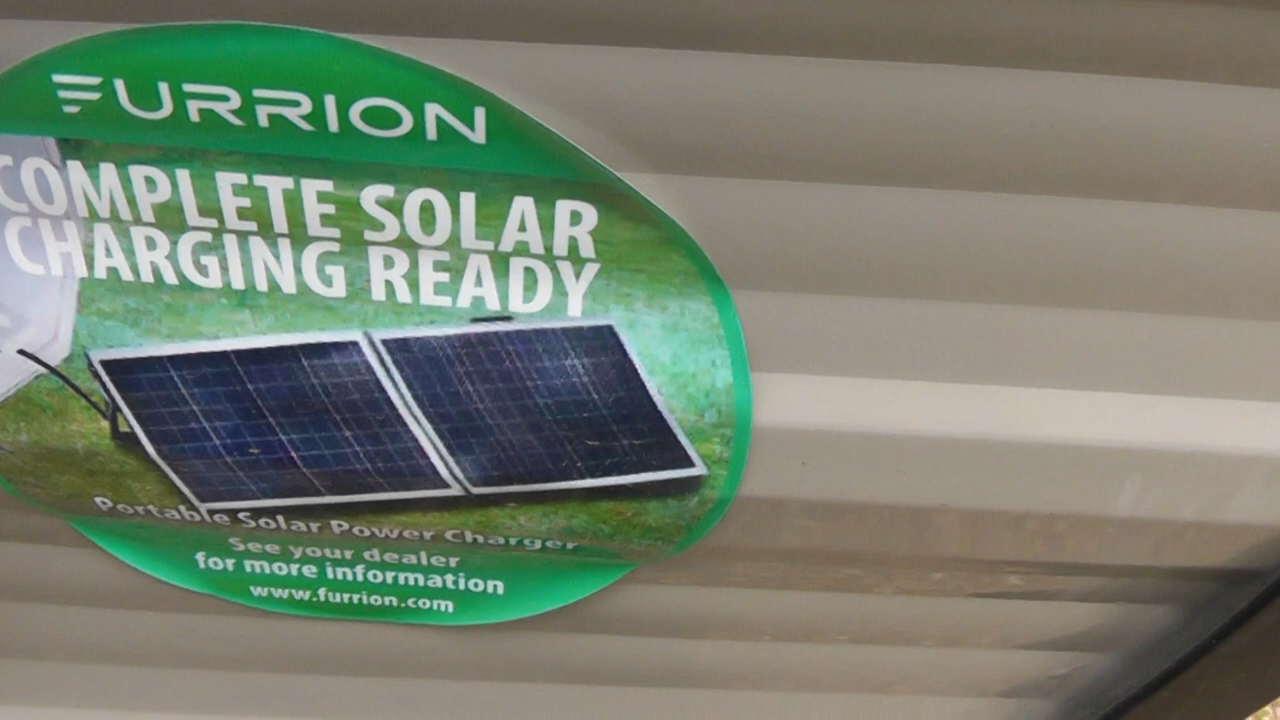 FURRION
COMPLETE SOLAR
CHARGING READY
Portable Solar Power Charger
See your dealer
for more information
www.furrion.com